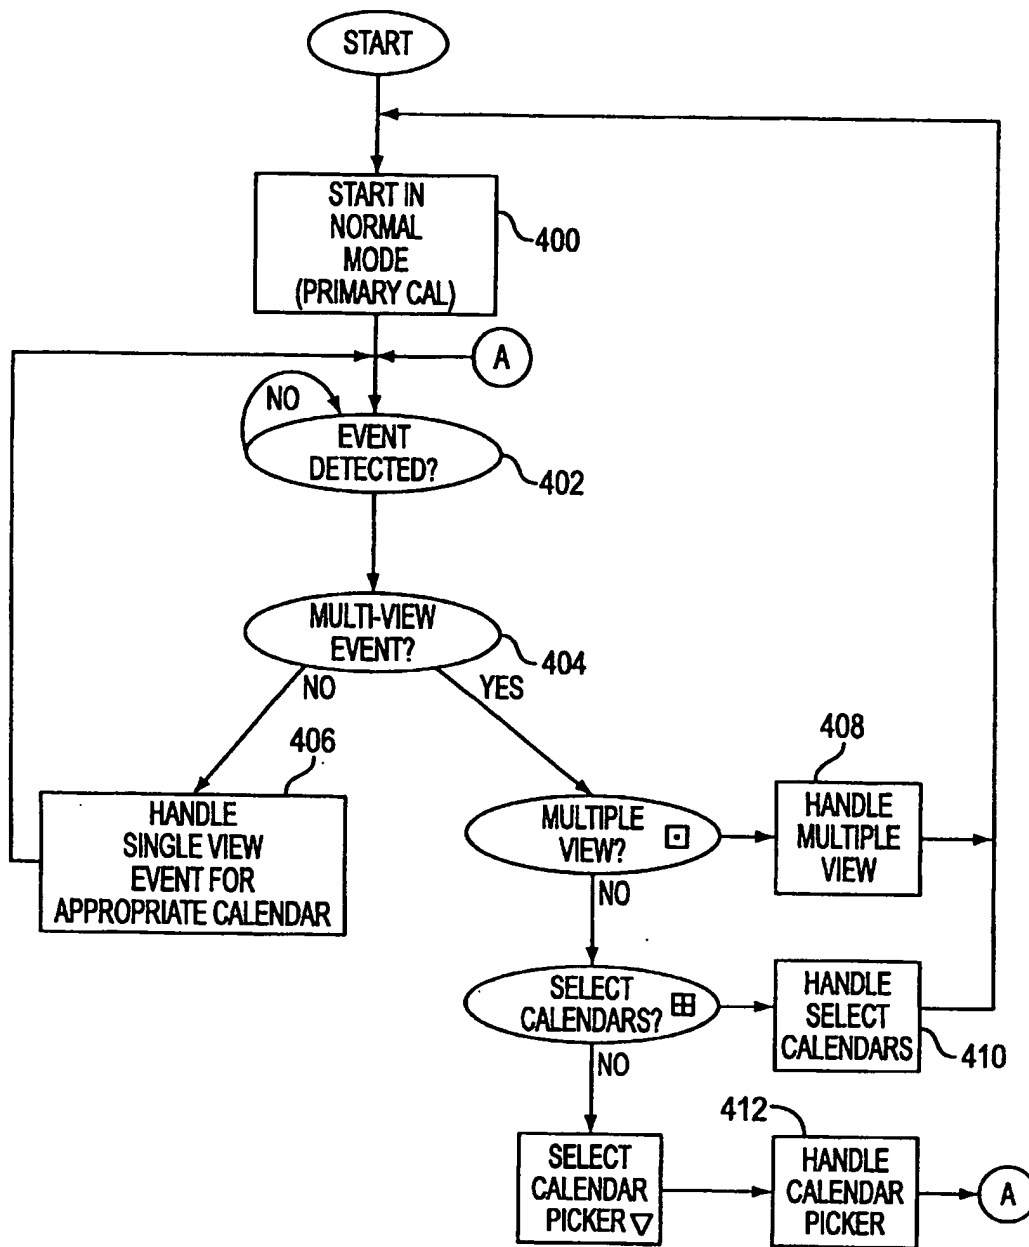 START
START IN
NORMAL
MODE
(PRIMARY CAL)
400
A
NO
EVENT
DETECTED?
402
MULTI-VIEW
EVENT?
404
NO
YES
406
HANDLE
SINGLE VIEW
EVENT FOR
APPROPRIATE CALENDAR
MULTIPLE
VIEW?
408
HANDLE
MULTIPLE
VIEW
NO
SELECT
CALENDARS?
HANDLE
SELECT
CALENDARS
410
NO
SELECT
CALENDAR
PICKER
412
HANDLE
CALENDAR
PICKER
A